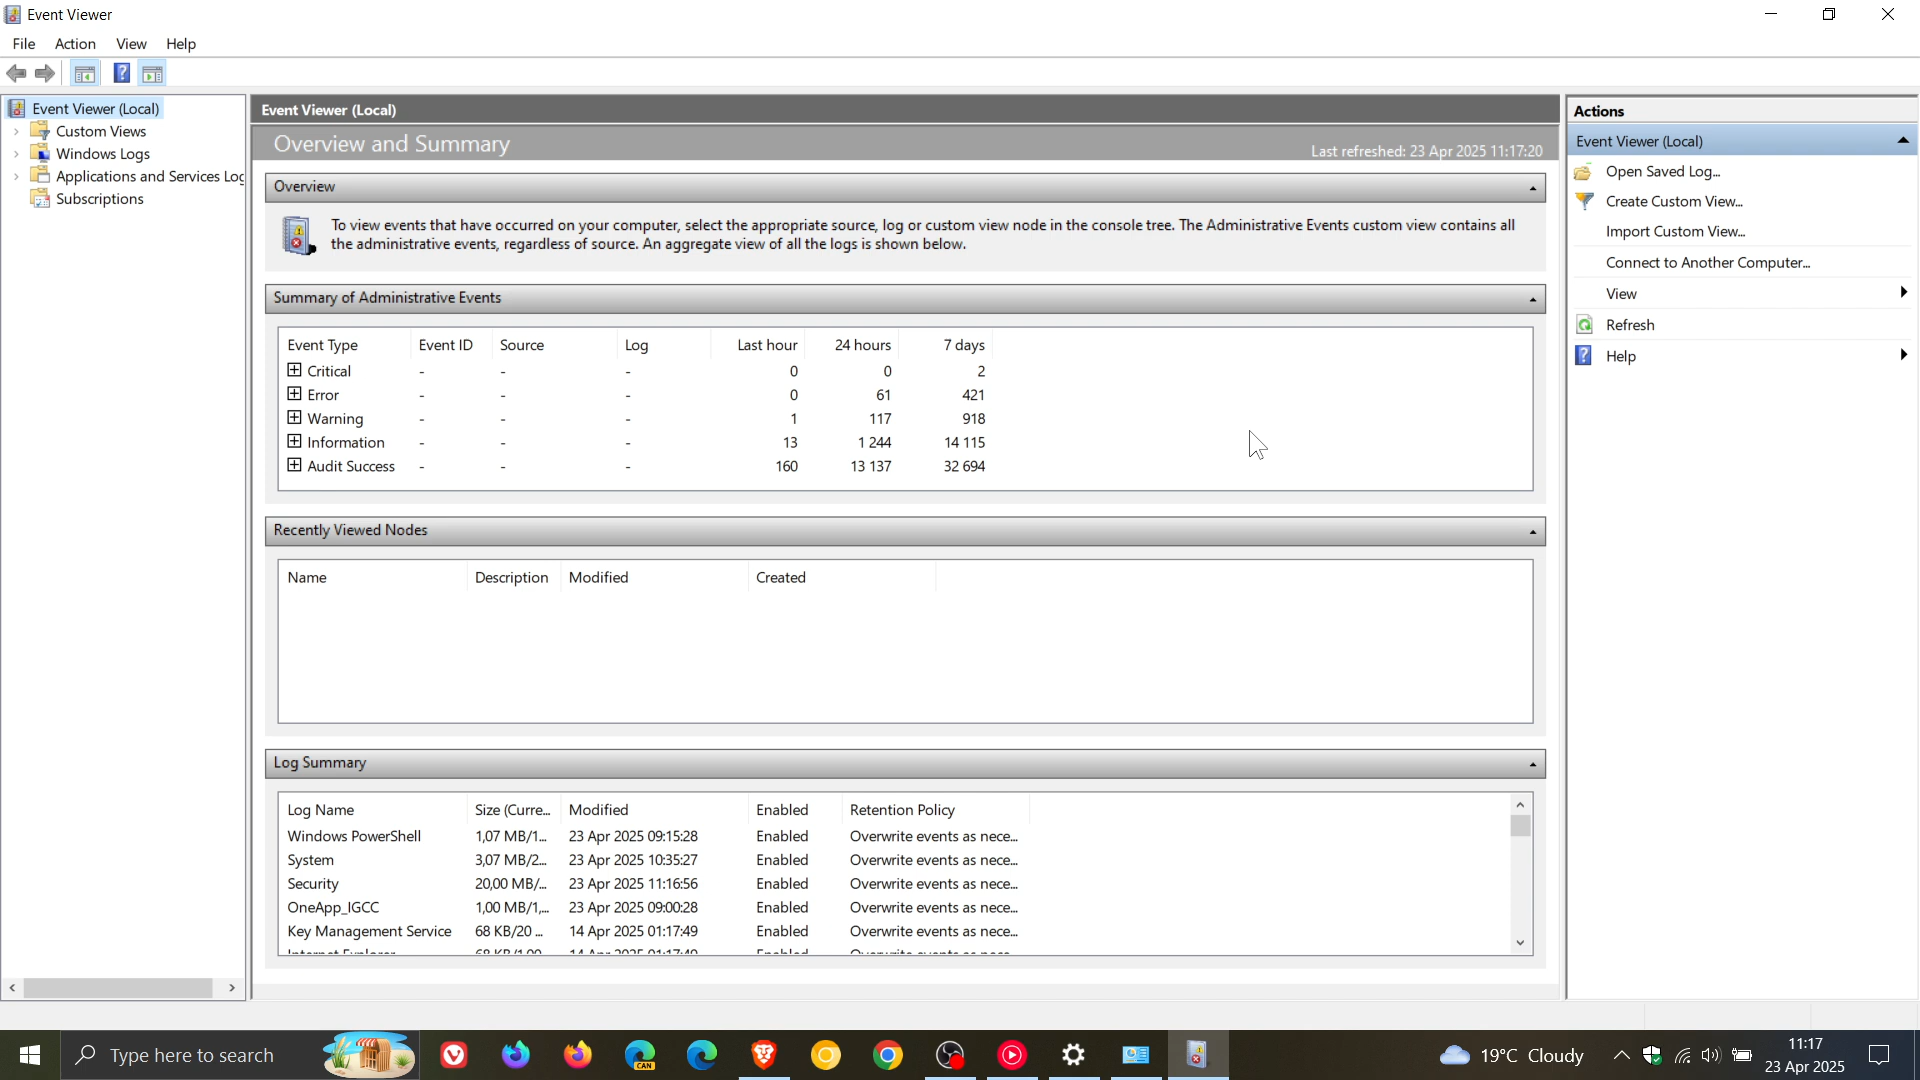 Event Viewer
File Action View Help
Event Viewer (Local)
Custom Views
Windows Logs
Applications and Services Log
Subscriptions
Event Viewer (Local)
Overview and Summary
Last refreshed: 23 Apr 2025 11:17:20
Overview
To view events that have occurred on your computer, select the appropriate source, log or custom view node in the console tree. The Administrative Events custom view contains all
the administrative events, regardless of source. An aggregate view of all the logs is shown below.
Summary of Administrative Events
Event Type Event ID Source Log Last hour 24 hours 7 days
Critical - - - 0 0 2
Error - - - 0 61 421
Warning - - - 1 117 918
Information - - - 13 1 244 14 115
Audit Success - - - 160 13 137 32 694
Recently Viewed Nodes
Name Description Modified Created
Log Summary
Log Name Size (Curre... Modified Enabled Retention Policy
Windows PowerShell 1,07 MB/1... 23 Apr 2025 09:15:28 Enabled Overwrite events as nece...
System 3,07 MB/2... 23 Apr 2025 10:35:27 Enabled Overwrite events as nece...
Security 20,00 MB/... 23 Apr 2025 11:16:56 Enabled Overwrite events as nece...
OneApp_IGCC 1,00 MB/1,... 23 Apr 2025 09:00:28 Enabled Overwrite events as nece...
Key Management Service 68 KB/20 ... 14 Apr 2025 01:17:49 Enabled Overwrite events as nece...
Actions
Event Viewer (Local)
Open Saved Log...
Create Custom View...
Import Custom View...
Connect to Another Computer...
View
Refresh
Help
Type here to search
CAN
19°C Cloudy
11:17
23 Apr 2025